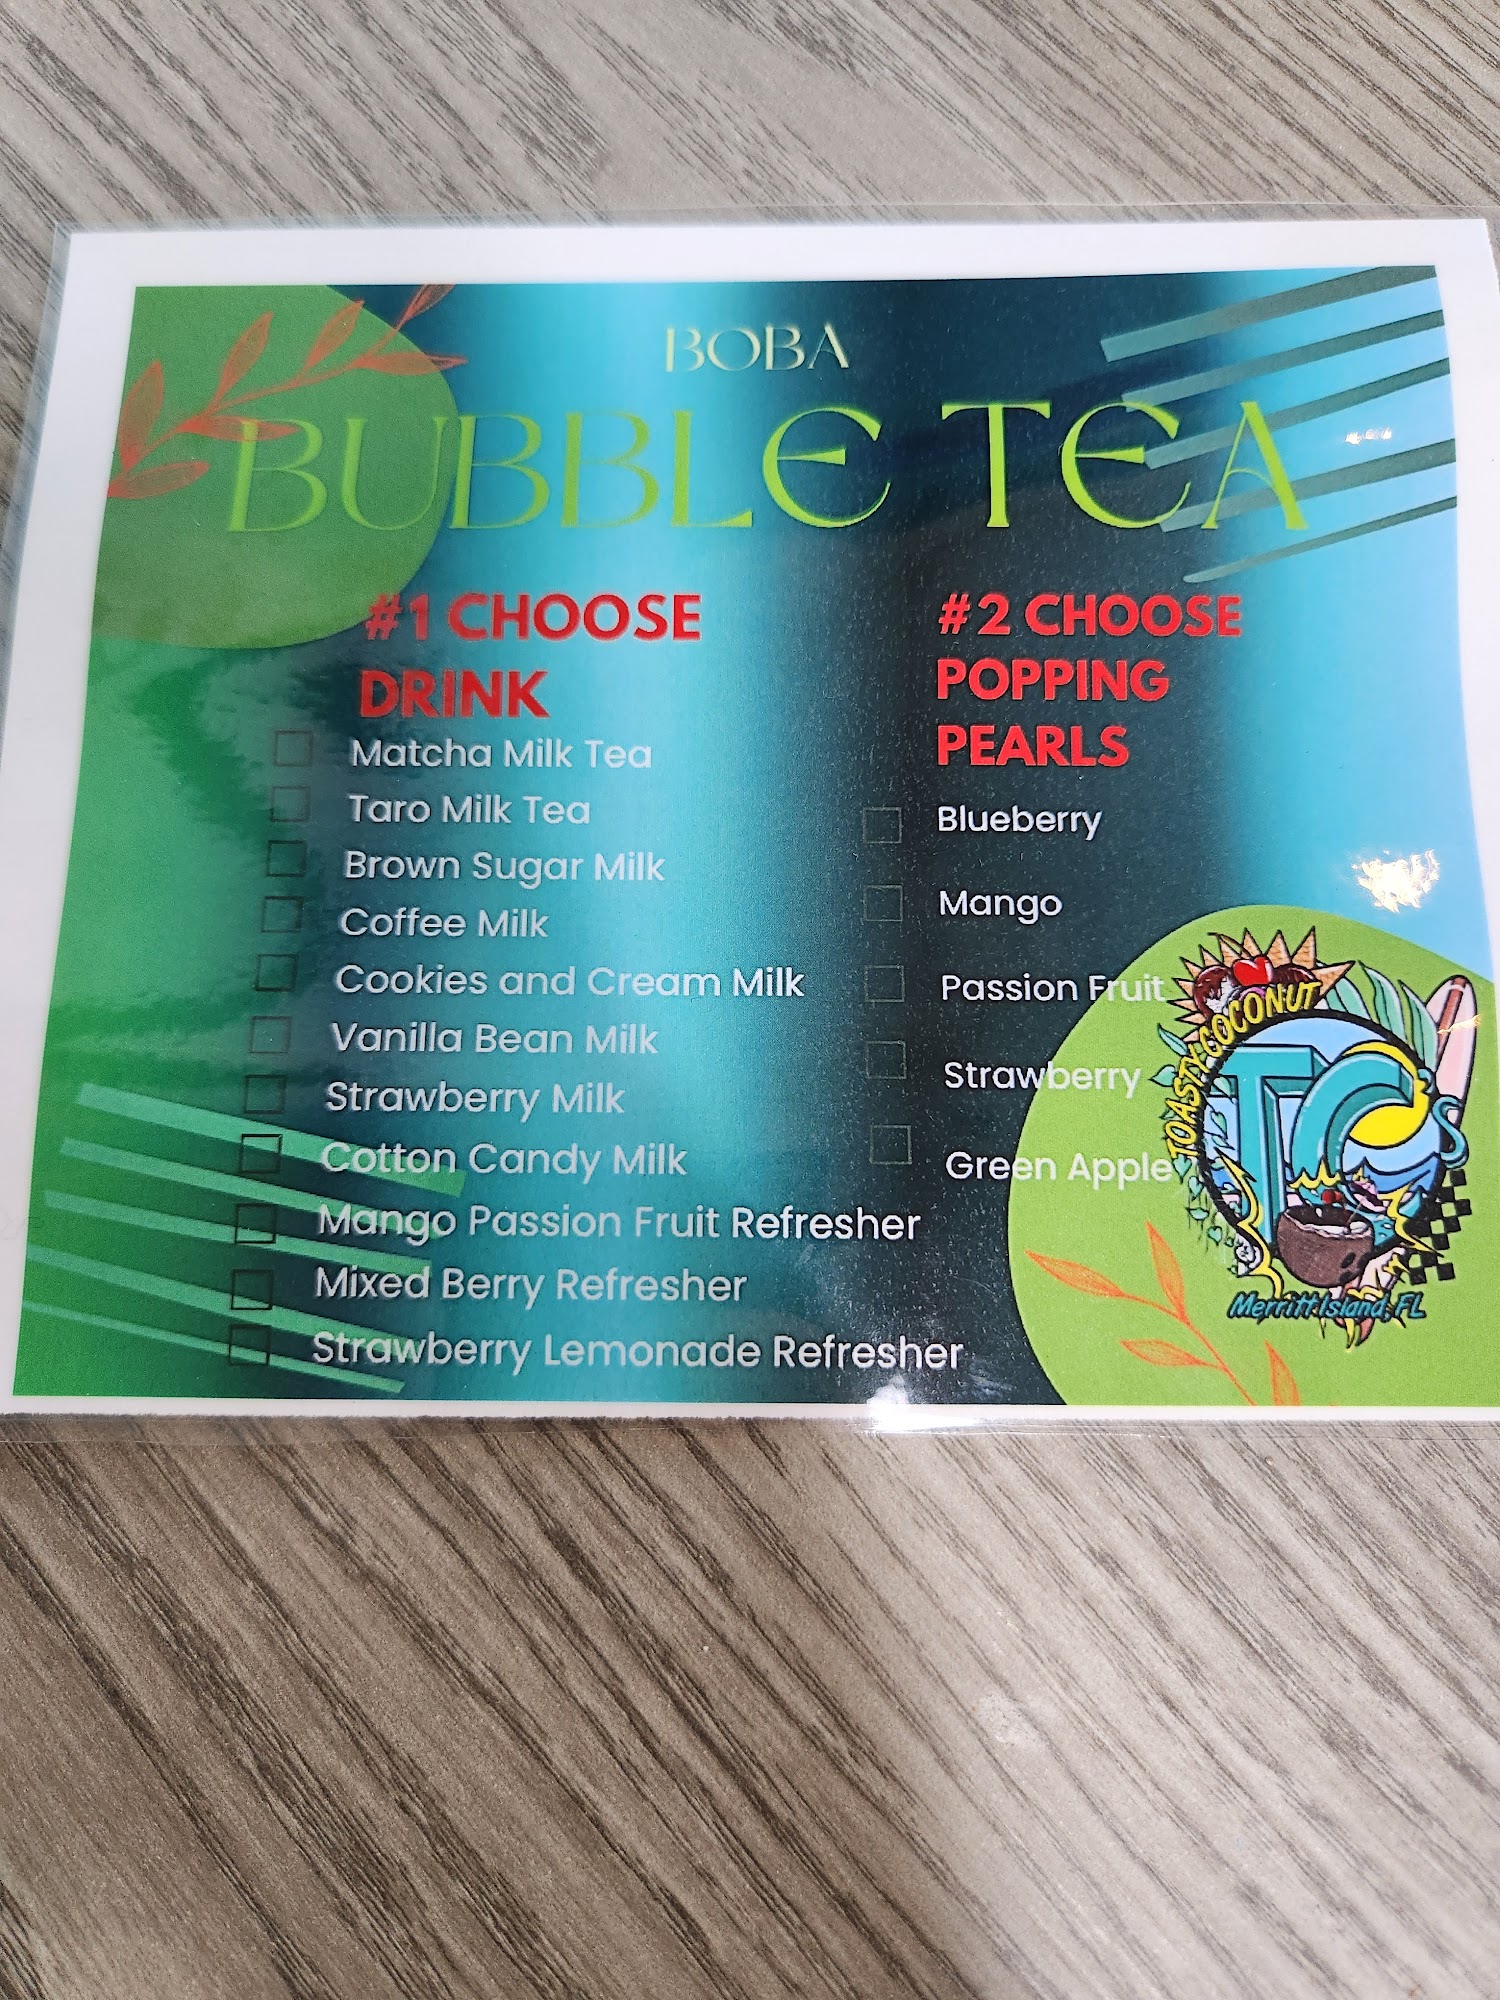 BOBA
BUBBLE TEA
#1 CHOOSE
DRINK
Matcha Milk Tea
Taro Milk Tea
Brown Sugar Milk
Coffee Milk
Cookies and Cream Milk
Vanilla Bean Milk
Strawberry Milk
Cotton Candy Milk
Mango Passion Fruit Refresher
Mixed Berry Refresher
Strawberry Lemonade Refresher
#2 CHOOSE
POPPING
PEARLS
Blueberry
Mango
Passion Fruit
Strawberry
Green Apple
TOASTY COCONUT
TC's
Merritt Island, FL